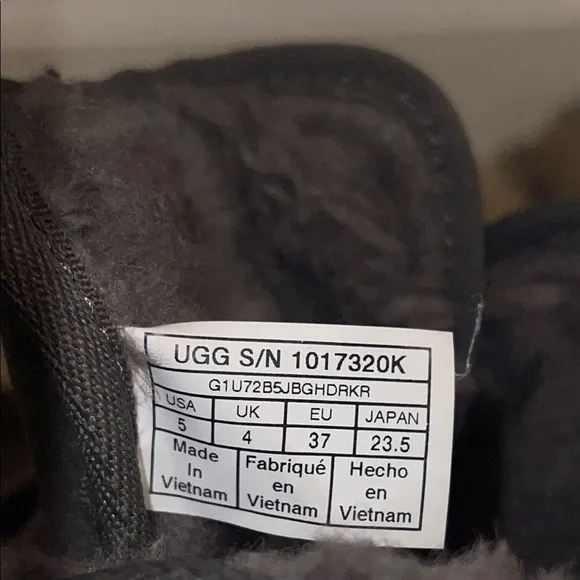 UGG S/N 1017320K
G1U72B5JBGHDRKR
USA UK EU JAPAN
5 4 37 23.5
Made Fabriqué Hecho
In en en
Vietnam Vietnam Vietnam